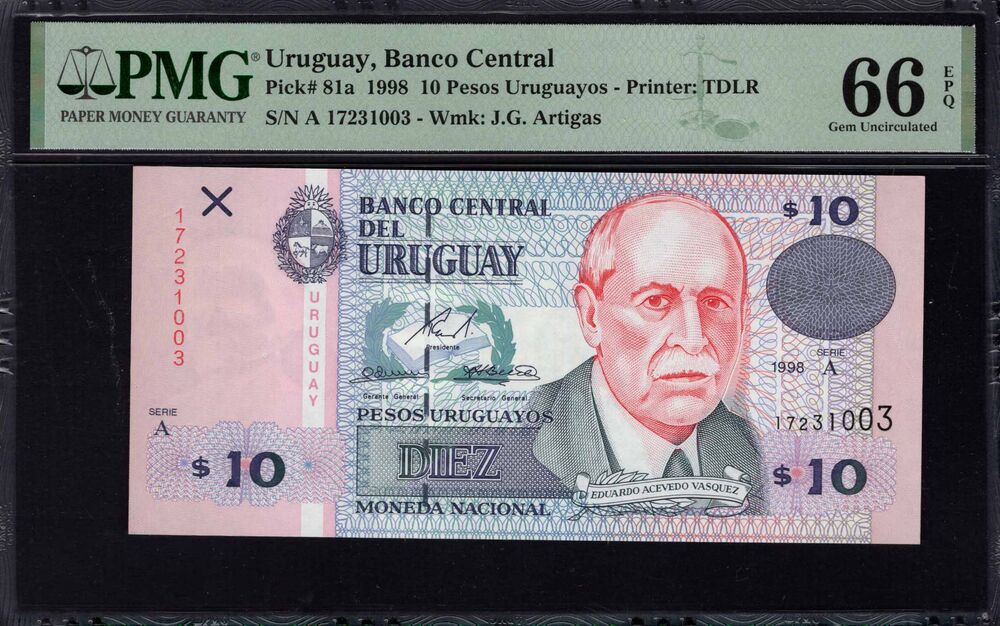 PMG®
PAPER MONEY GUARANTY
Uruguay, Banco Central
Pick# 81a 1998 10 Pesos Uruguayos - Printer: TDLR
S/N A 17231003 - Wmk: J.G. Artigas
66 EPQ
Gem Uncirculated
17231003
BANCO CENTRAL
DEL
URUGUAY
$ 10
URUGUAY
Presidente
Gerente General
Secretario General
PESOS URUGUAYOS
DIEZ
MONEDA NACIONAL
SERIE
A
$ 10
1998
SERIE
A
17231003
EDUARDO ACEVEDO VASQUEZ
$ 10